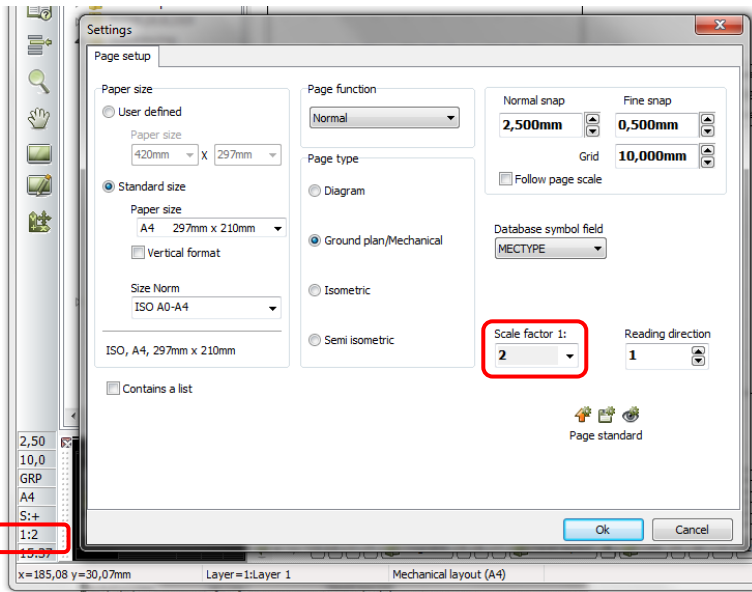 Settings
Page setup
Paper size
User defined
Paper size
420mm X 297mm
Standard size
Paper size
A4 297mm x 210mm
Vertical format
Size Norm
ISO A0-A4
ISO, A4, 297mm x 210mm
Contains a list
Page function
Normal
Page type
Diagram
Ground plan/Mechanical
Isometric
Semi isometric
Normal snap Fine snap
2,500mm 0,500mm
Grid 10,000mm
Follow page scale
Database symbol field
MECTYPE
Scale factor 1: Reading direction
2 1
Page standard
Ok Cancel
2,50
10,0
GRP
A4
S:+
1:2
15:37
x=185,08 y=30,07mm Layer=1:Layer 1 Mechanical layout (A4)